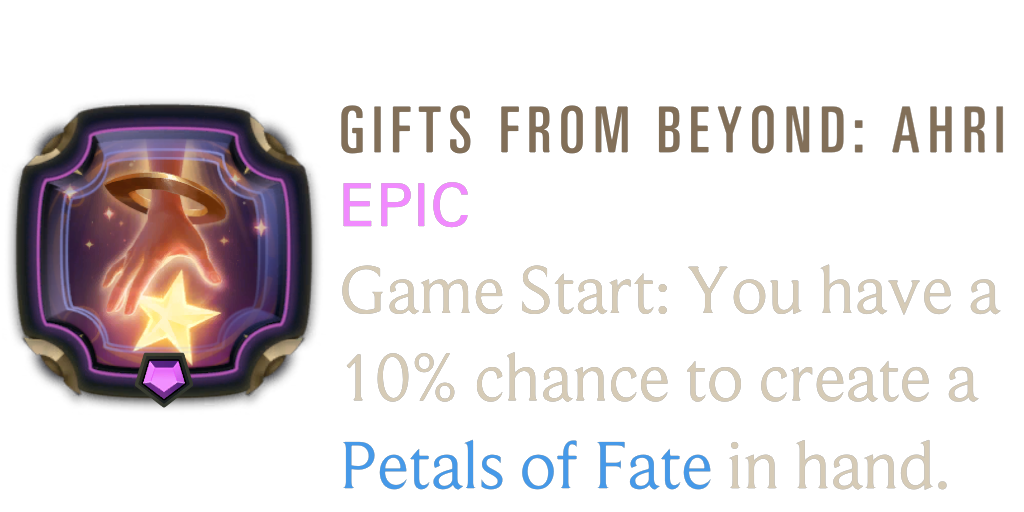 GIFTS FROM BEYOND: AHRI
EPIC
Game Start: You have a
10% chance to create a
Petals of Fate in hand.